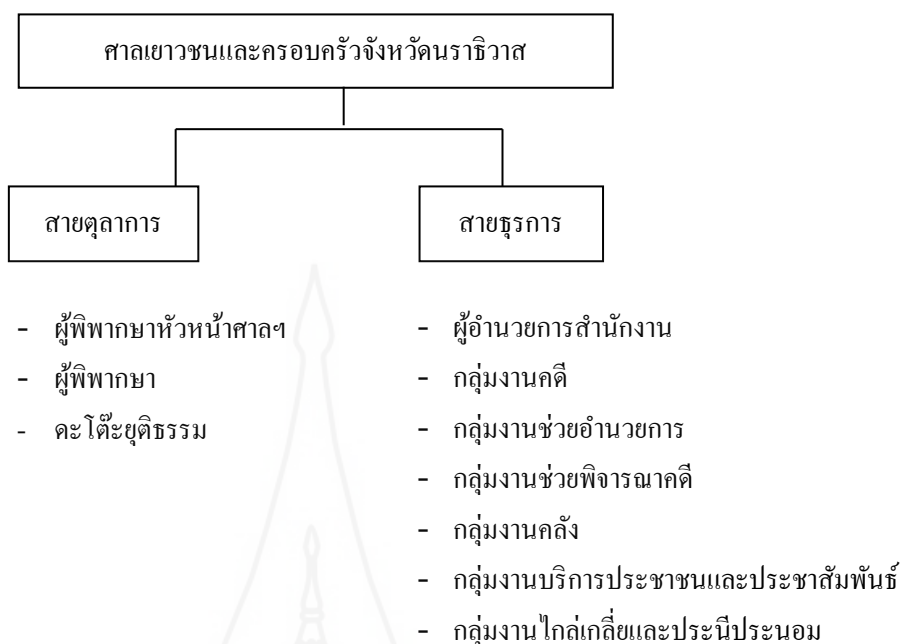 ศาลเยาวชนและครอบครัวจังหวัดนราธิวาส
สายตุลาการ
- ผู้พิพากษาหัวหน้าศาลฯ
- ผู้พิพากษา
- ดะโต๊ะยุติธรรม
สายธุรการ
- ผู้อำนวยการสำนักงาน
- กลุ่มงานคดี
- กลุ่มงานช่วยอำนวยการ
- กลุ่มงานช่วยพิจารณาคดี
- กลุ่มงานคลัง
- กลุ่มงานบริการประชาชนและประชาสัมพันธ์
- กลุ่มงานไกล่เกลี่ยและประนีประนอม